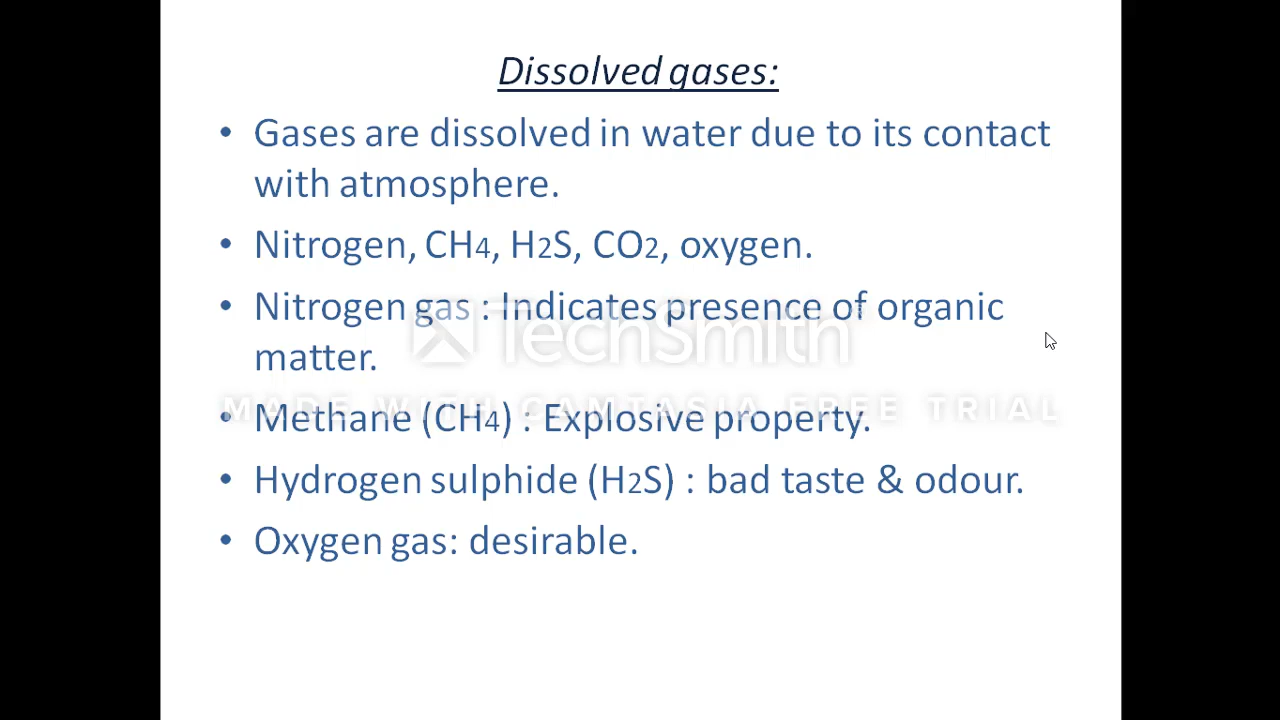 Dissolved gases:
• Gases are dissolved in water due to its contact
with atmosphere.
• Nitrogen, CH4, H2S, CO2, oxygen.
• Nitrogen gas : Indicates presence of organic
matter.
TechSmith
MADE WITH CAMTASIA FREE TRIAL
• Methane (CH4) : Explosive property.
• Hydrogen sulphide (H2S) : bad taste & odour.
• Oxygen gas: desirable.